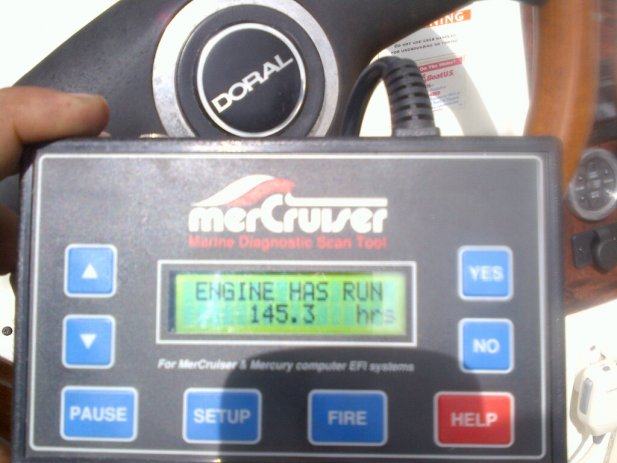 DORAL
BoatUS.
merCruiser
Marine Diagnostic Scan Tool
ENGINE HAS RUN
145.3 hrs
For MerCruiser & Mercury computer EFI systems
YES
NO
PAUSE
SETUP
FIRE
HELP